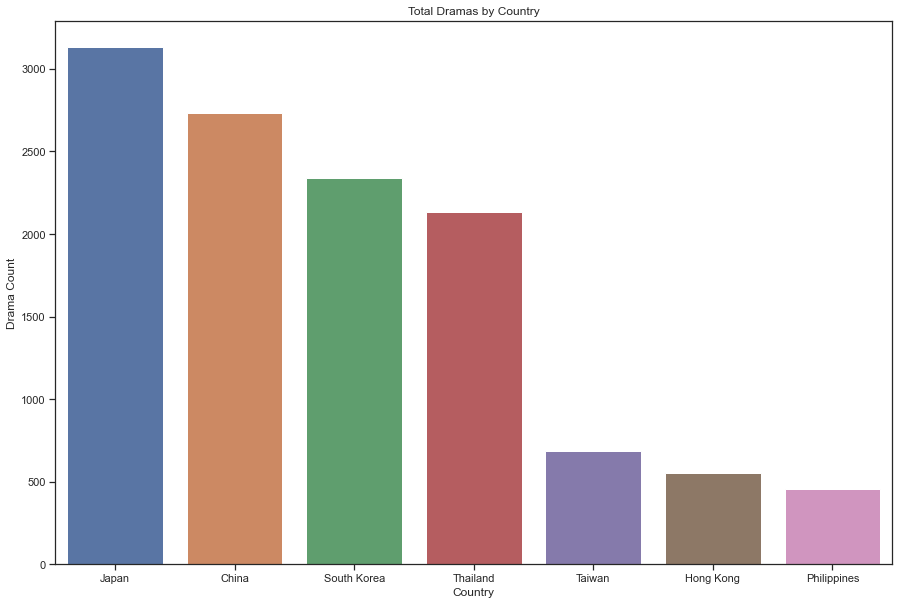 Total Dramas by Country
Drama Count
3000
2500
2000
1500
1000
500
0
Japan
China
South Korea
Thailand
Taiwan
Hong Kong
Philippines
Country